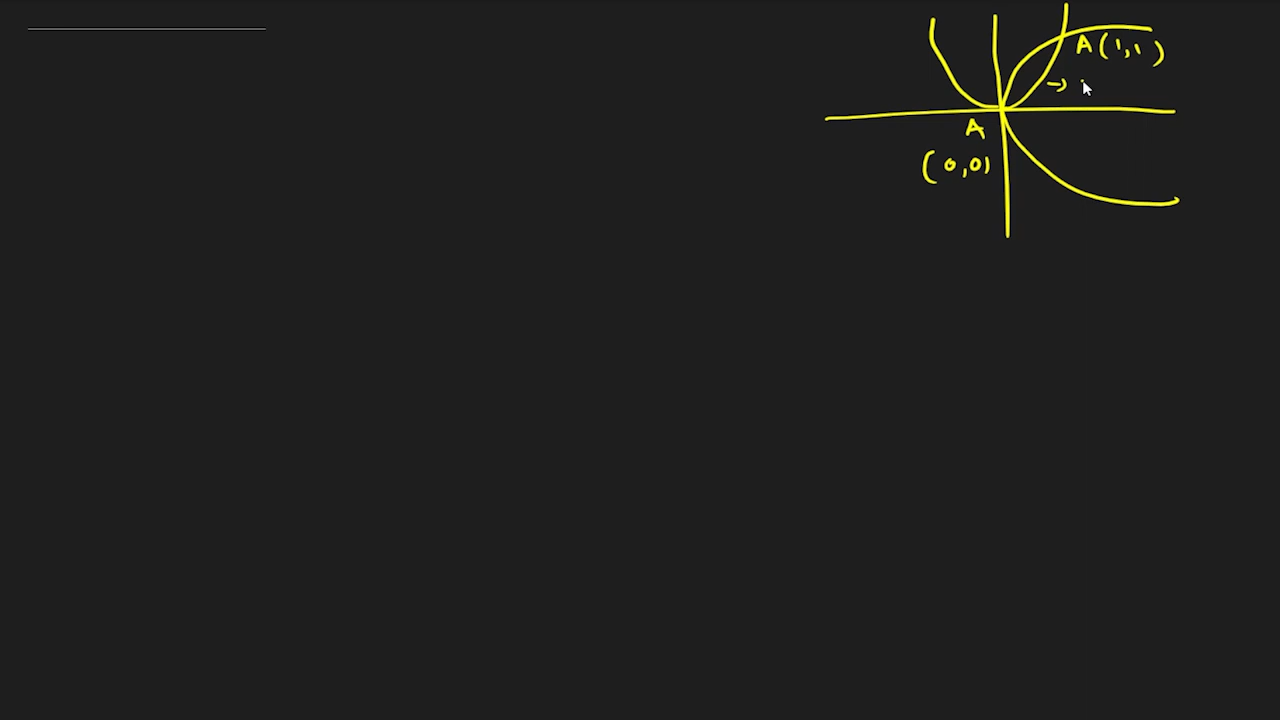 A (1,1)
→
A
(0,0)